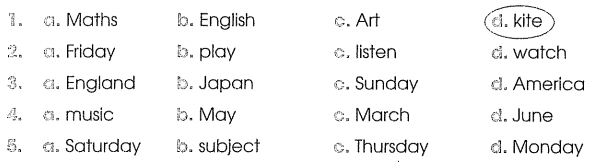 1. a. Maths b. English c. Art d. kite
2. a. Friday b. play c. listen d. watch
3. a. England b. Japan c. Sunday d. America
4. a. music b. May c. March d. June
5. a. Saturday b. subject c. Thursday d. Monday